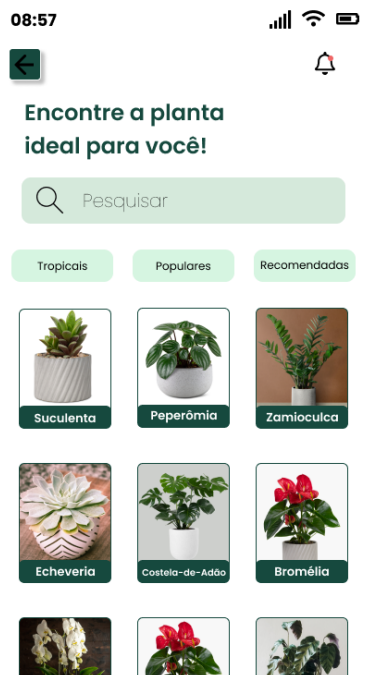 08:57
Encontre a planta
ideal para você!
Pesquisar
Tropicais
Populares
Recomendadas
Suculenta
Peperômia
Zamioculca
Echeveria
Costela-de-Adão
Bromélia